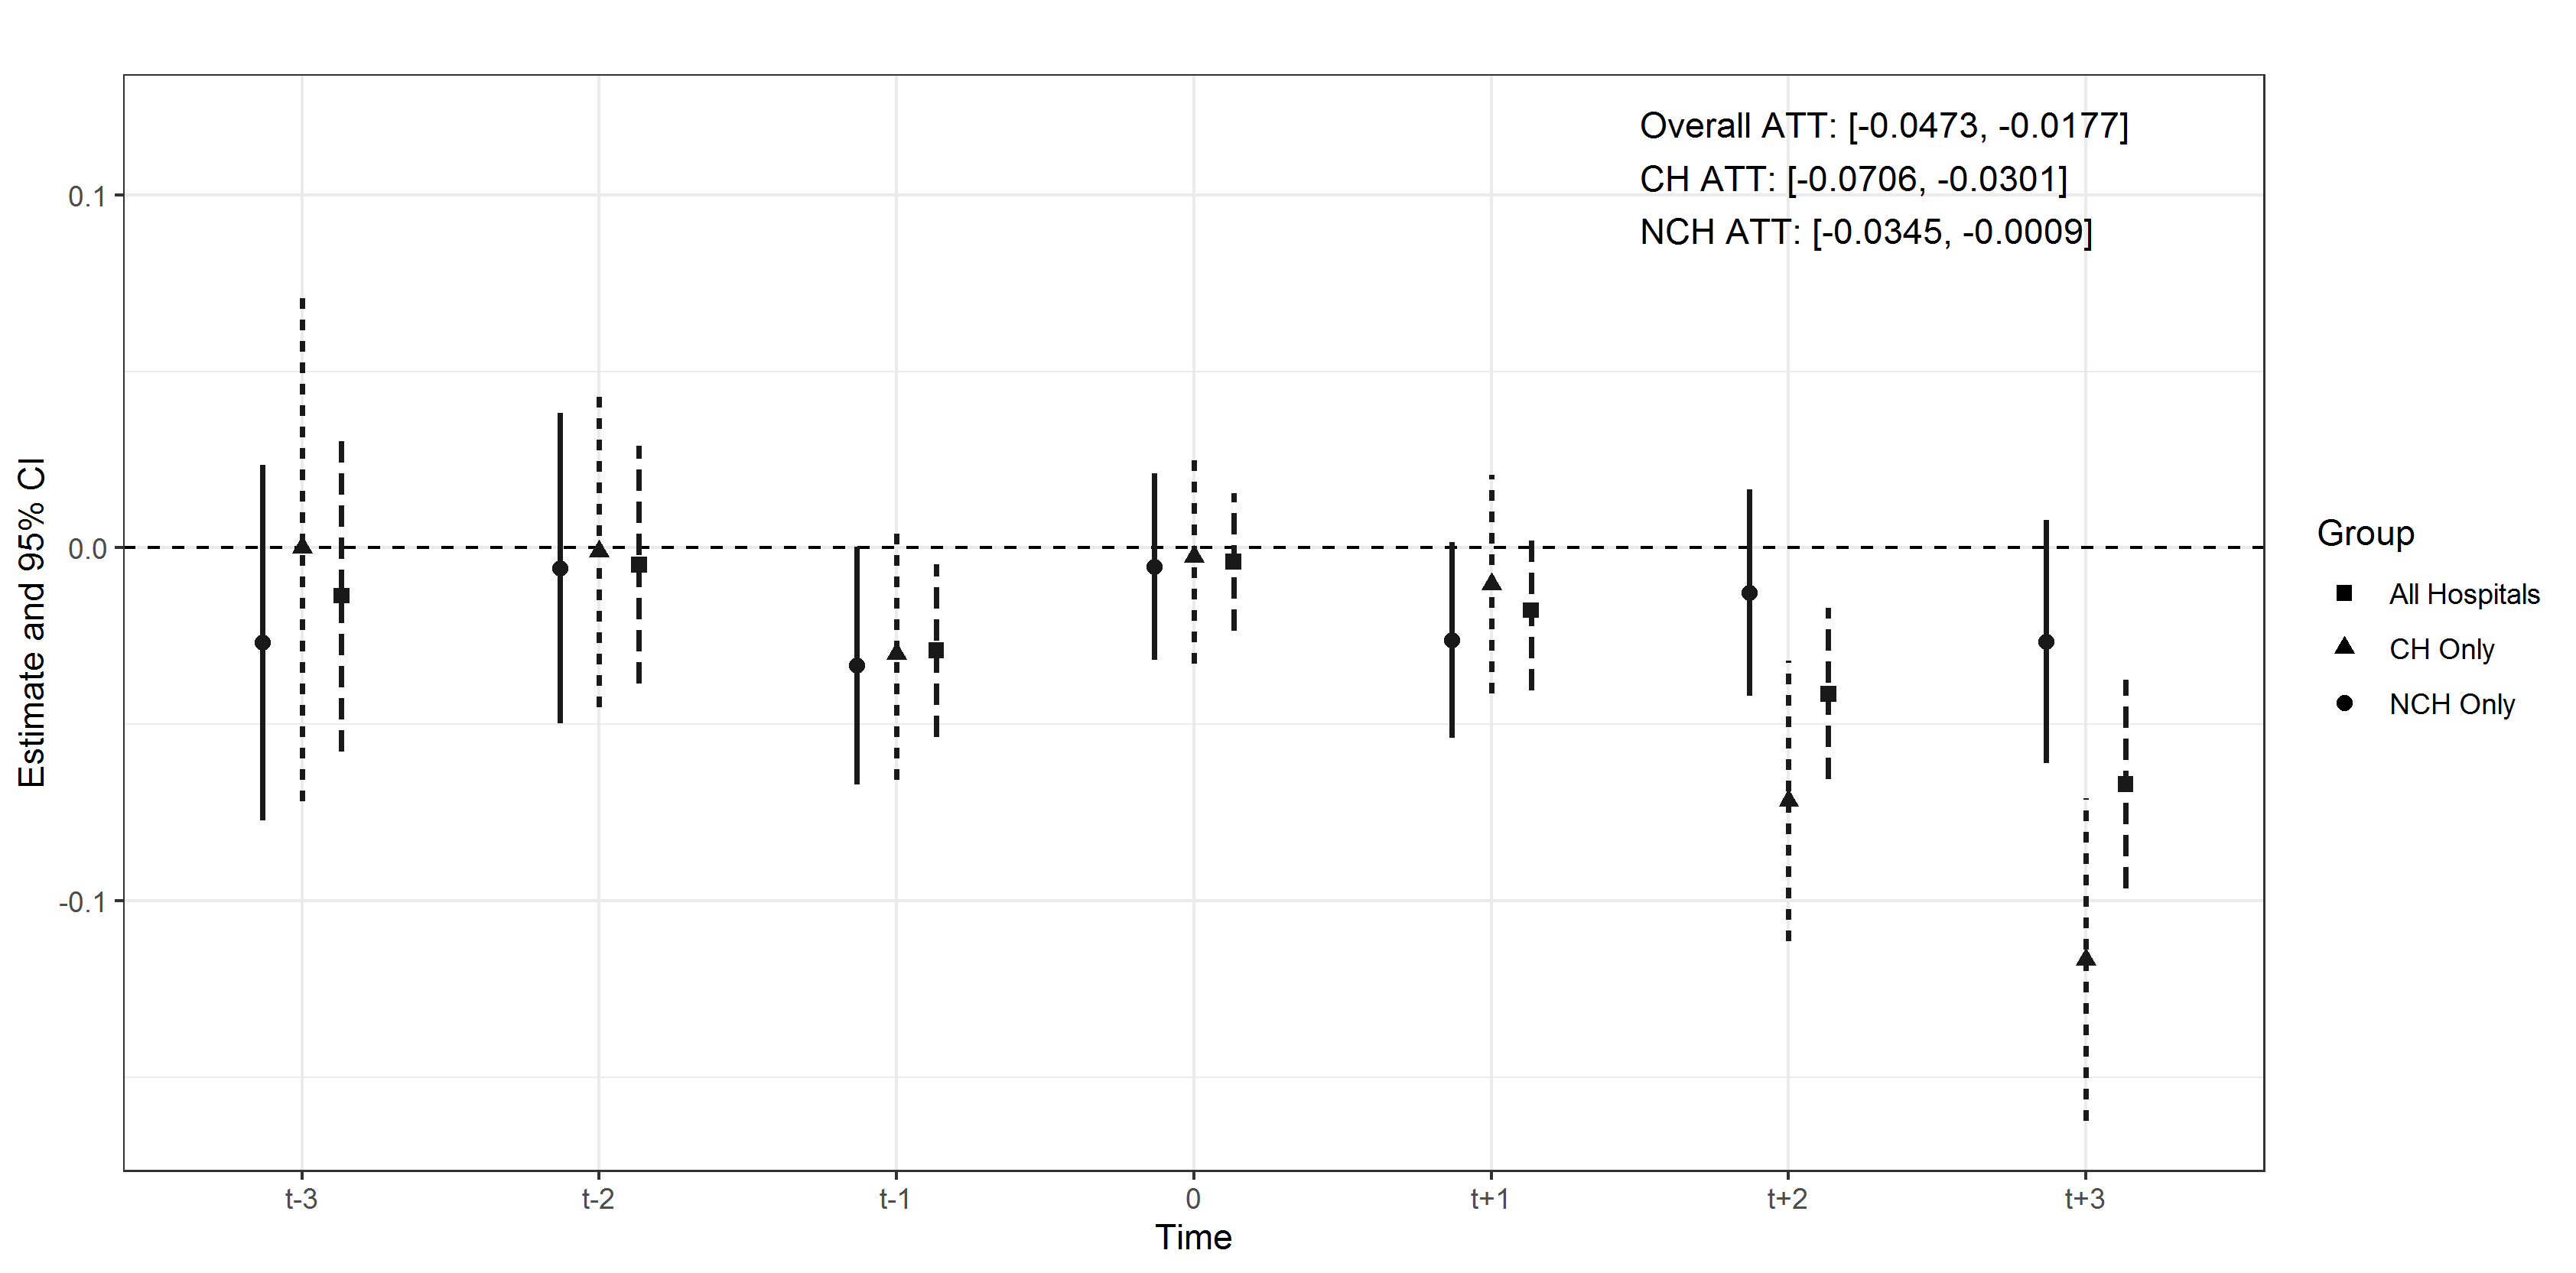 Overall ATT: [-0.0473, -0.0177]
CH ATT: [-0.0706, -0.0301]
NCH ATT: [-0.0345, -0.0009]
0.1
0.0
-0.1
Estimate and 95% CI
t-3
t-2
t-1
0
t+1
t+2
t+3
Time
Group
All Hospitals
CH Only
NCH Only